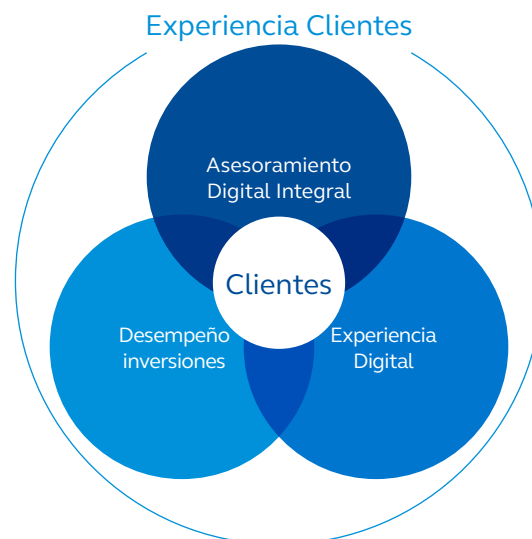 Experiencia Clientes
Asesoramiento
Digital Integral
Clientes
Desempeño
inversiones
Experiencia
Digital